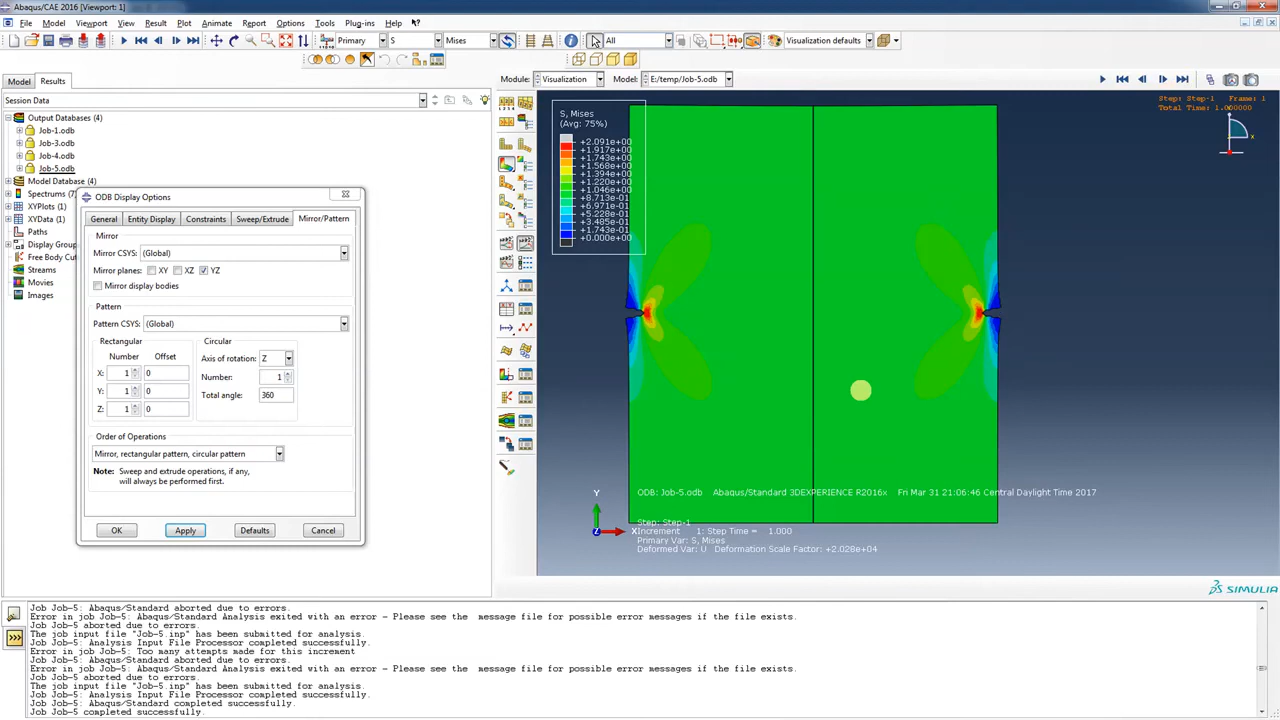 Abaqus/CAE 2016 [Viewport: 1]
File Model Viewport View Result Plot Animate Report Options Tools Plug-ins Help
Primary S Mises All Visualization defaults
Model Results Module: Visualization Model: E:/temp/Job-5.odb
Session Data
Output Databases (4)
Job-1.odb
Job-3.odb
Job-4.odb
Job-5.odb
Model Database (4)
Spectrums (7)
XYPlots (1)
XYData (1)
Paths
Display Group
Free Body Cut
Streams
Movies
Images
ODB Display Options
General Entity Display Constraints Sweep/Extrude Mirror/Pattern
Mirror
Mirror CSYS: (Global)
Mirror planes: XY XZ YZ
Mirror display bodies
Pattern
Pattern CSYS: (Global)
Rectangular Circular
Number Offset Axis of rotation: Z
X: 1 0 Number: 1
Y: 1 0 Total angle: 360
Z: 1 0
Order of Operations
Mirror, rectangular pattern, circular pattern
Note: Sweep and extrude operations, if any,
will always be performed first.
OK Apply Defaults Cancel
S, Mises
(Avg: 75%)
+2.091e+00
+1.917e+00
+1.743e+00
+1.568e+00
+1.394e+00
+1.220e+00
+1.046e+00
+8.713e-01
+6.971e-01
+5.228e-01
+3.485e-01
+1.743e-01
+0.000e+00
Step: Step-1 Frame: 1
Total Time: 1.000000
Y
X
Z
ODB: Job-5.odb Abaqus/Standard 3DEXPERIENCE R2016x Fri Mar 31 21:06:46 Central Daylight Time 2017
Step: Step-1
Increment 1: Step Time = 1.000
Primary Var: S, Mises
Deformed Var: U Deformation Scale Factor: +2.028e+04
SIMULIA
Job Job-5: Abaqus/Standard aborted due to errors.
Error in job Job-5: Abaqus/Standard Analysis exited with an error - Please see the message file for possible error messages if the file exists.
Job Job-5 aborted due to errors.
The job input file "Job-5.inp" has been submitted for analysis.
Job Job-5: Analysis Input File Processor completed successfully.
Error in job Job-5: Too many attempts made for this increment
Job Job-5: Abaqus/Standard aborted due to errors.
Error in job Job-5: Abaqus/Standard Analysis exited with an error - Please see the message file for possible error messages if the file exists.
Job Job-5 aborted due to errors.
The job input file "Job-5.inp" has been submitted for analysis.
Job Job-5: Analysis Input File Processor completed successfully.
Job Job-5: Abaqus/Standard completed successfully.
Job Job-5 completed successfully.